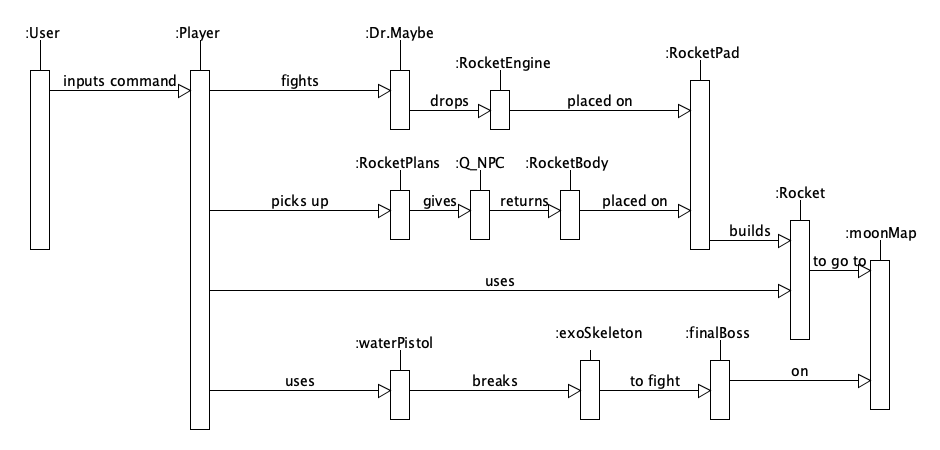 :User
:Player
:Dr.Maybe
:RocketEngine
:RocketPad
inputs command
fights
drops
placed on
:RocketPlans
:Q_NPC
:RocketBody
:Rocket
picks up
gives
returns
placed on
builds
:moonMap
to go to
uses
:waterPistol
:exoSkeleton
:finalBoss
uses
breaks
to fight
on